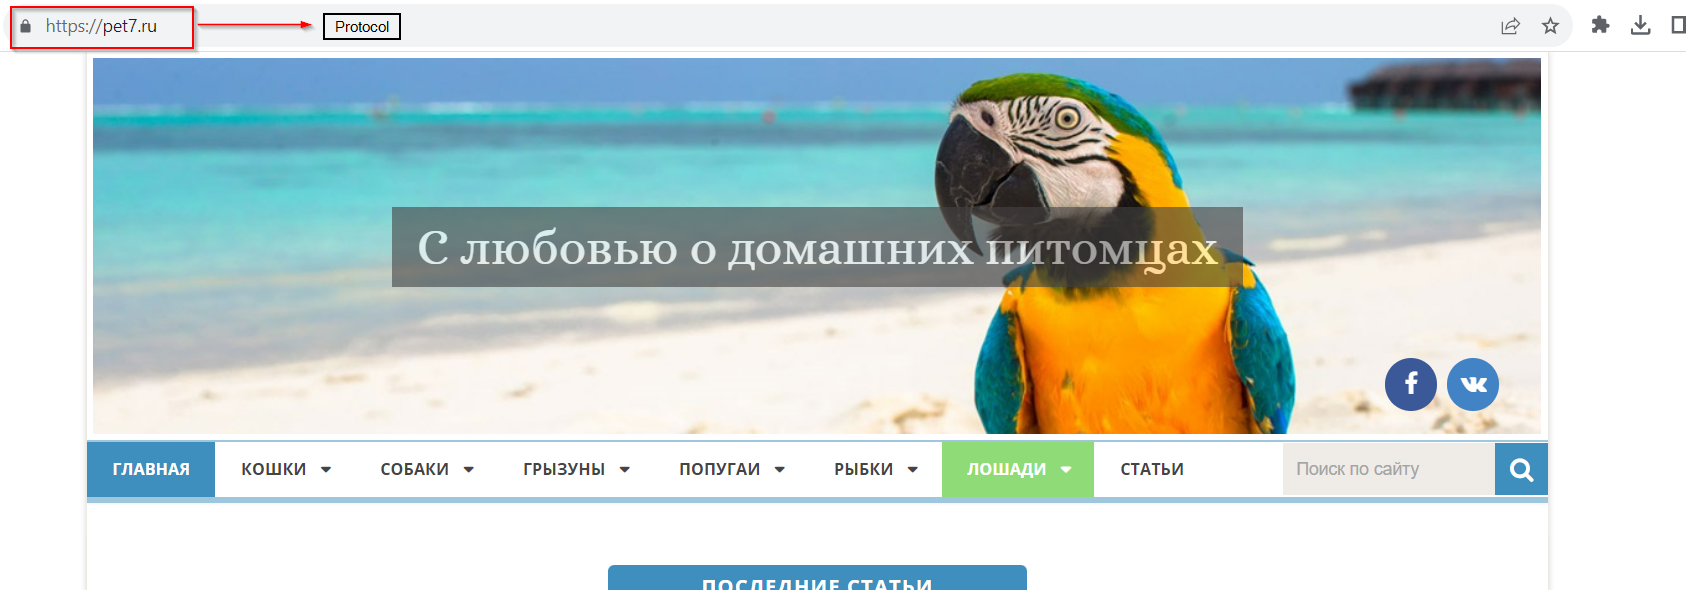 https://pet7.ru
Protocol
С любовью о домашних питомцах
ГЛАВНАЯ КОШКИ СОБАКИ ГРЫЗУНЫ ПОПУГАИ РЫБКИ ЛОШАДИ СТАТЬИ Поиск по сайту
ПОСЛЕДНИЕ СТАТЬИ